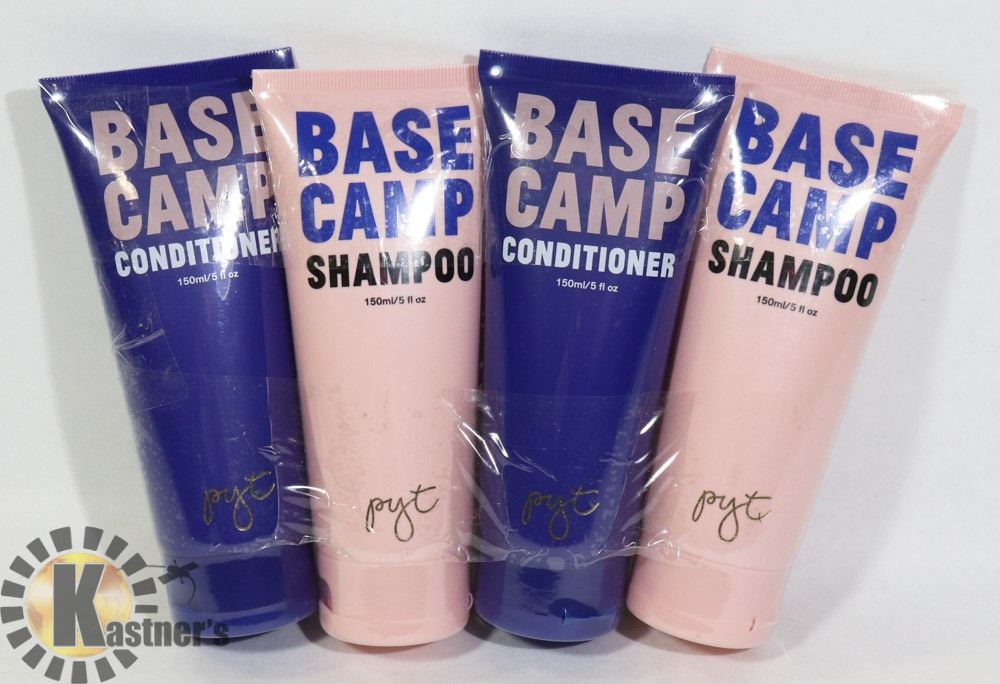 BASE
CAMP
CONDITIONER
150ml/5 fl oz
pyt
BASE
CAMP
SHAMPOO
150ml/5 fl oz
pyt
BASE
CAMP
CONDITIONER
150ml/5 fl oz
pyt
BASE
CAMP
SHAMPOO
150ml/5 fl oz
pyt
Kastner's